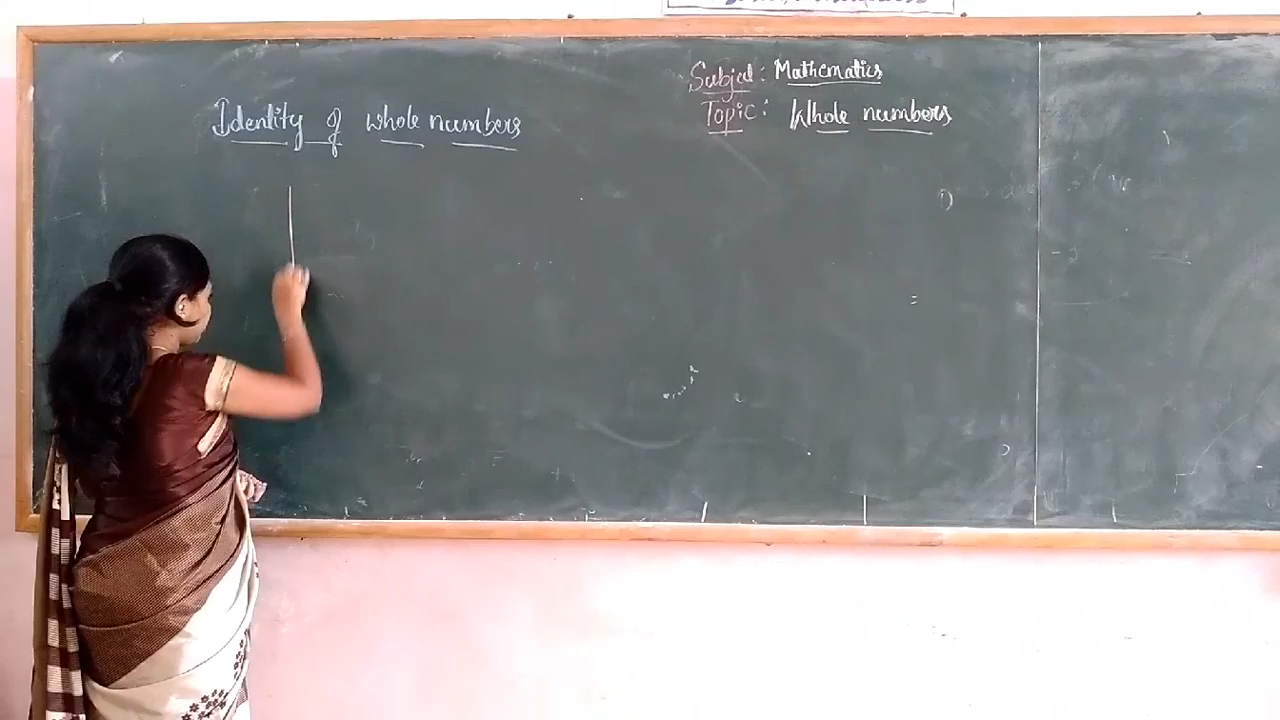 Subject: Mathematics
Topic: Whole numbers
Identity of whole numbers